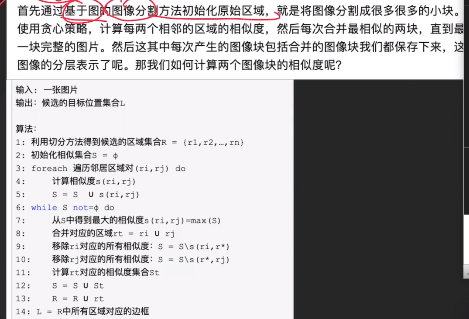 首先通过基于图的图像分割方法初始化原始区域，就是将图像分割成很多很多的小块。
使用贪心策略，计算每两个相邻的区域的相似度，然后每次合并最相似的两块，直到最
一块完整的图片。然后这其中每次产生的图像块包括合并的图像块我们都保存下来，这
图像的分层表示了呢。那我们如何计算两个图像块的相似度呢？
输入: 一张图片
输出：候选的目标位置集合L
算法:
1: 利用切分方法得到候选的区域集合R = {r1,r2,…,rn}
2: 初始化相似集合S = ϕ
3: foreach 遍历邻居区域对(ri,rj) do
4:     计算相似度s(ri,rj)
5:     S = S  ∪ s(ri,rj)
6: while S not=ϕ do
7:     从S中得到最大的相似度s(ri,rj)=max(S)
8:     合并对应的区域rt = ri ∪ rj
9:     移除ri对应的所有相似度：S = S\s(ri,r*)
10:    移除rj对应的所有相似度：S = S\s(r*,rj)
11:    计算rt对应的相似度集合St
12:    S = S ∪ St
13:    R = R ∪ rt
14: L = R中所有区域对应的边框